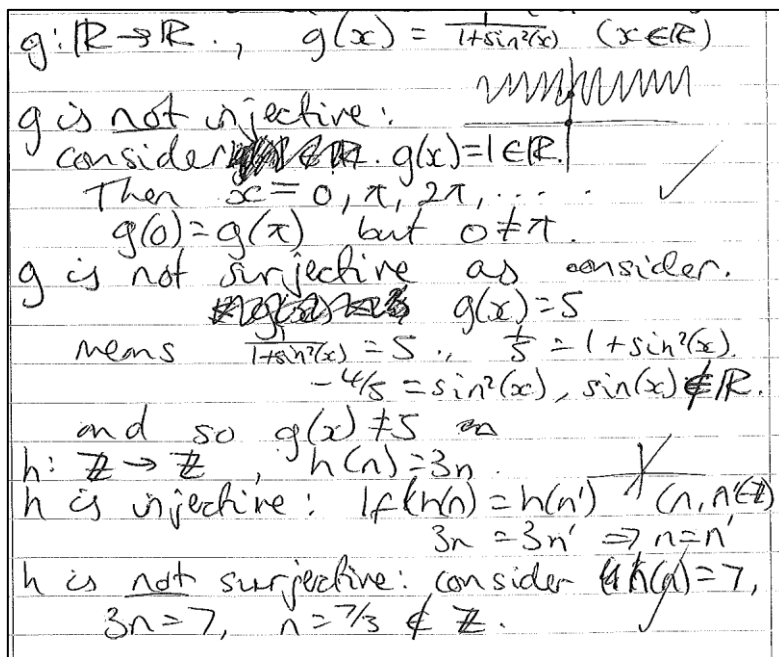 g: ℝ → ℝ., g(x) = 1/(1+sin²(x)) (x∈ℝ)
g is not injective:
consider g(x)=1∈ℝ.
Then x = 0, π, 2π, .....
g(0)=g(π) but 0≠π.
g is not surjective as consider.
g(x)=5
means 1/(1+sin²(x)) = 5., 1/5 = 1+sin²(x).
-4/5 = sin²(x), sin(x)∉ℝ.
and so g(x)≠5
h: ℤ → ℤ, h(n)=3n.
h is injective: If h(n) = h(n') (n, n'∈ℤ)
3n = 3n' ⇒ n=n'
h is not surjective: consider h(n)=7,
3n=7, n=7/3 ∉ ℤ.